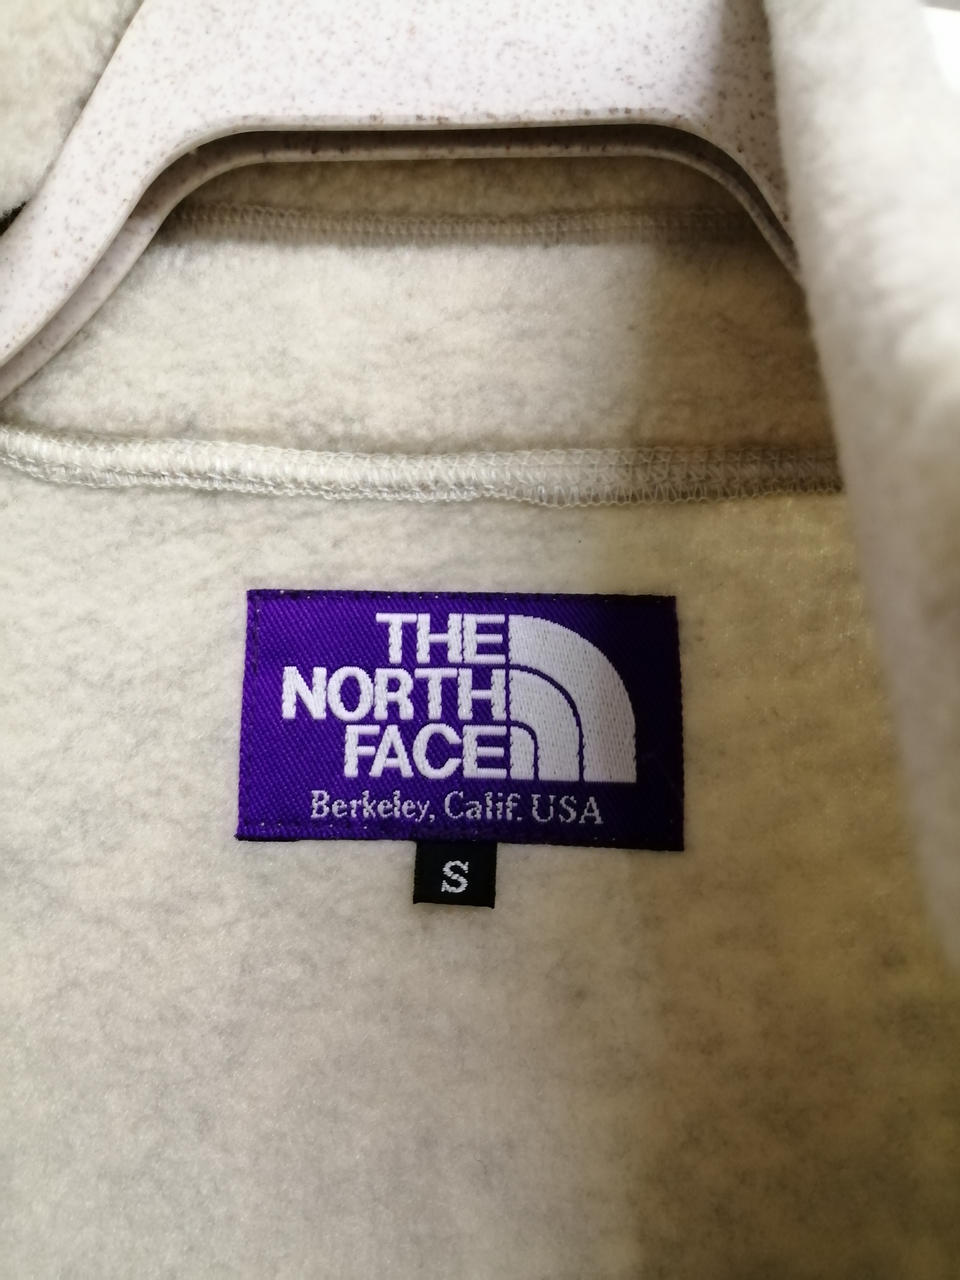 THE
NORTH
FACE
Berkeley, Calif. USA
S